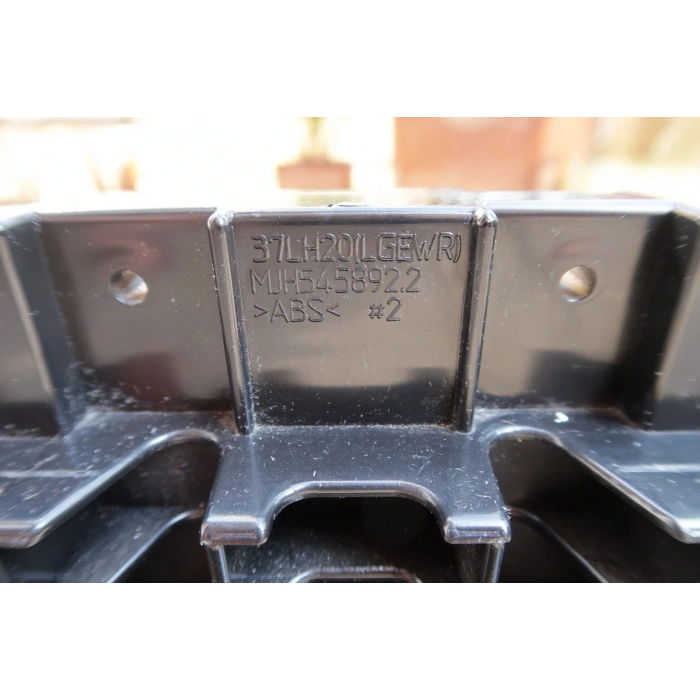 37LH20(LGEWR)
MJH545892.2
>ABS< #2